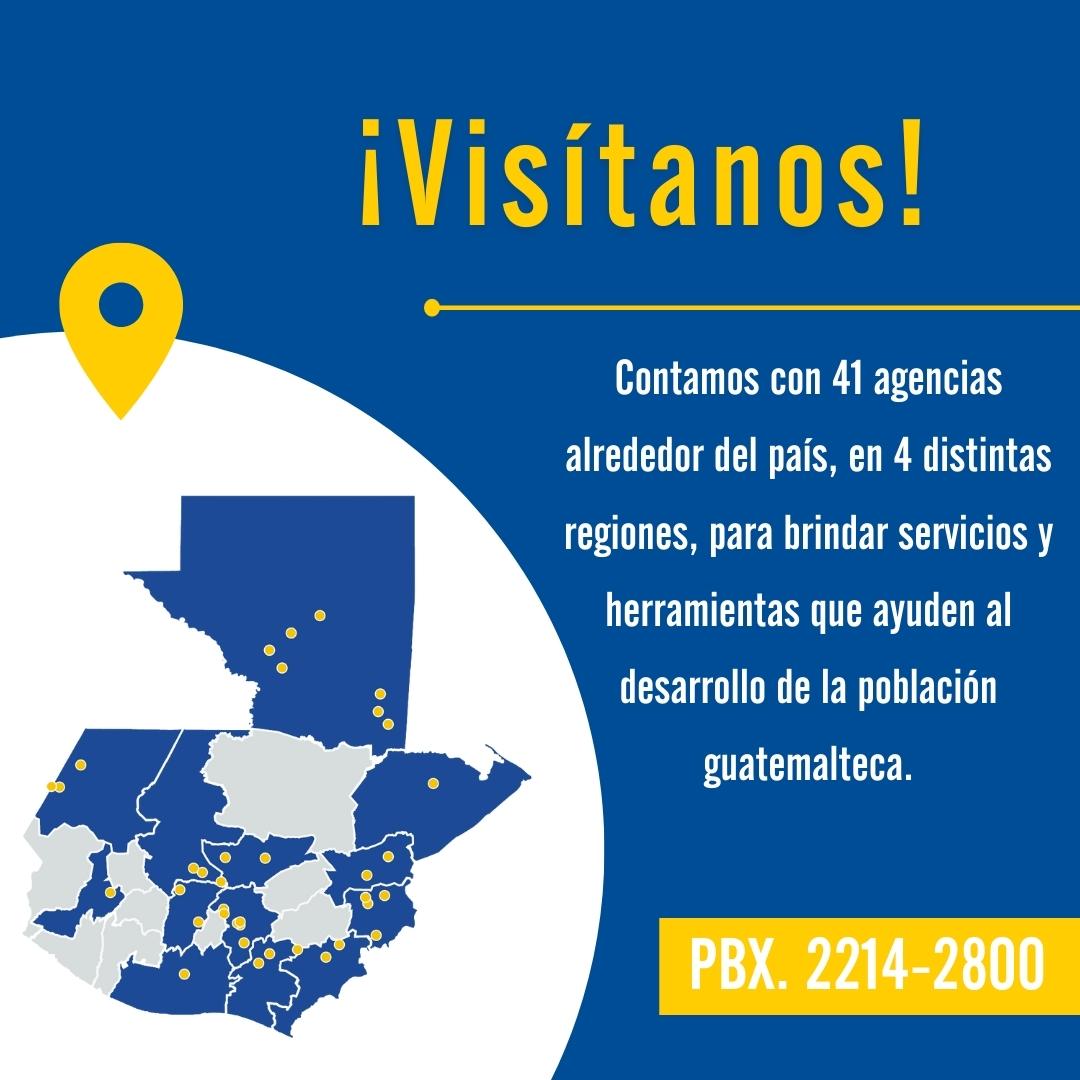 ¡Visítanos!
Contamos con 41 agencias
alrededor del país, en 4 distintas
regiones, para brindar servicios y
herramientas que ayuden al
desarrollo de la población
guatemalteca.
PBX. 2214-2800